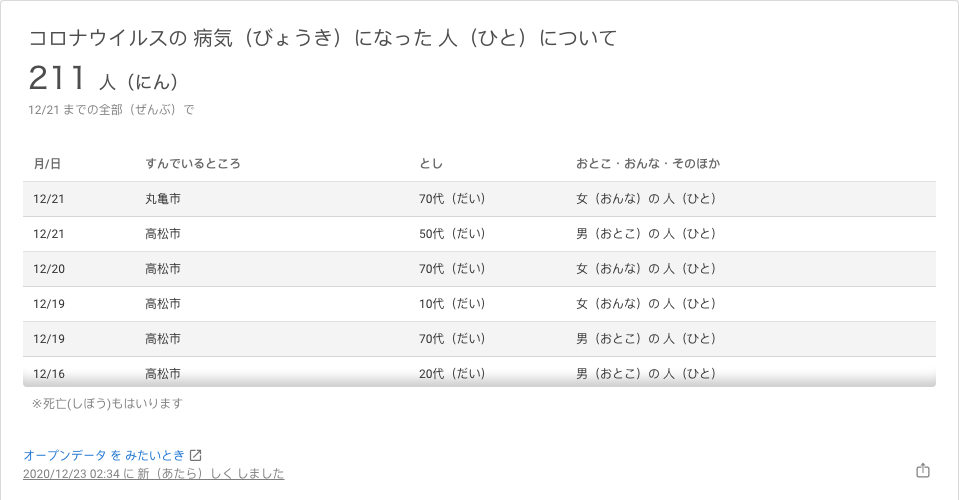 コロナウイルスの 病気（びょうき）になった 人（ひと）について
211 人（にん）
12/21 までの全部（ぜんぶ）で
月/日 すんでいるところ とし おとこ・おんな・そのほか
12/21 丸亀市 70代（だい） 女（おんな）の 人（ひと）
12/21 高松市 50代（だい） 男（おとこ）の 人（ひと）
12/20 高松市 70代（だい） 女（おんな）の 人（ひと）
12/19 高松市 10代（だい） 女（おんな）の 人（ひと）
12/19 高松市 70代（だい） 男（おとこ）の 人（ひと）
12/16 高松市 20代（だい） 男（おとこ）の 人（ひと）
※死亡(しぼう)もはいります
オープンデータ を みたいとき
2020/12/23 02:34 に 新（あたら）しく しました